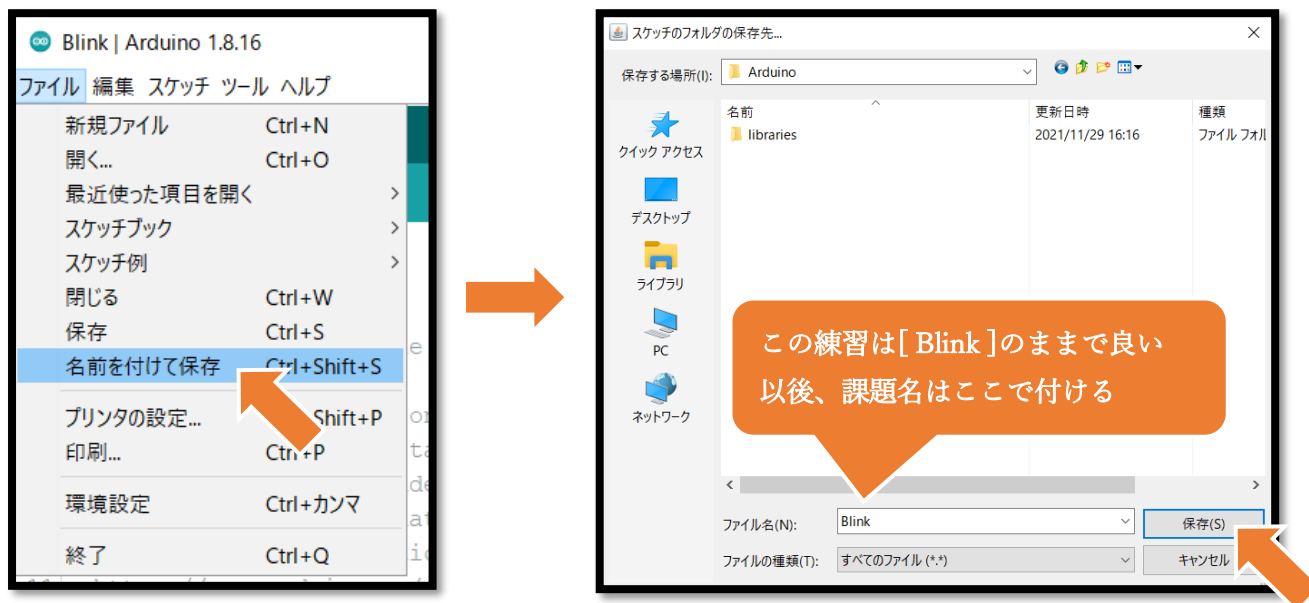 Blink | Arduino 1.8.16
ファイル 編集 スケッチ ツール ヘルプ
新規ファイル Ctrl+N
開く... Ctrl+O
最近使った項目を開く
スケッチブック
スケッチ例
閉じる Ctrl+W
保存 Ctrl+S
名前を付けて保存 Ctrl+Shift+S
プリンタの設定... Shift+P
印刷... Ctrl+P
環境設定 Ctrl+カンマ
終了 Ctrl+Q
スケッチのフォルダの保存先...
保存する場所(I): Arduino
名前 更新日時 種類
libraries 2021/11/29 16:16 ファイル フォル
クイック アクセス
デスクトップ
ライブラリ
PC
ネットワーク
この練習は[ Blink ]のままで良い
以後、課題名はここで付ける
ファイル名(N): Blink 保存(S)
ファイルの種類(T): すべてのファイル (*.*) キャンセル